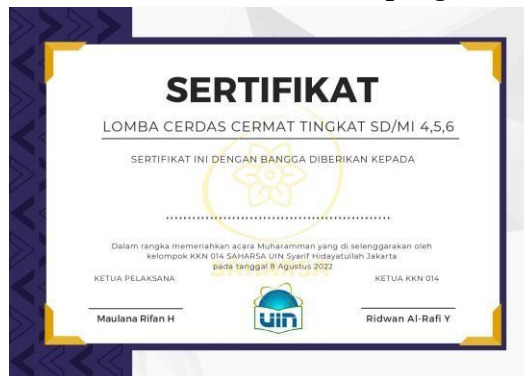 SERTIFIKAT
LOMBA CERDAS CERMAT TINGKAT SD/MI 4,5,6
SERTIFIKAT INI DENGAN BANGGA DIBERIKAN KEPADA
Dalam rangka memeriahkan acara Muharamman yang di selenggarakan oleh
kelompok KKN 014 SAHARSA UIN Syarif Hidayatullah Jakarta
pada tanggal 8 Agustus 2022
SAHARSA
KETUA PELAKSANA
KETUA KKN 014
UIN
Maulana Rifan H
Ridwan Al-Rafi Y